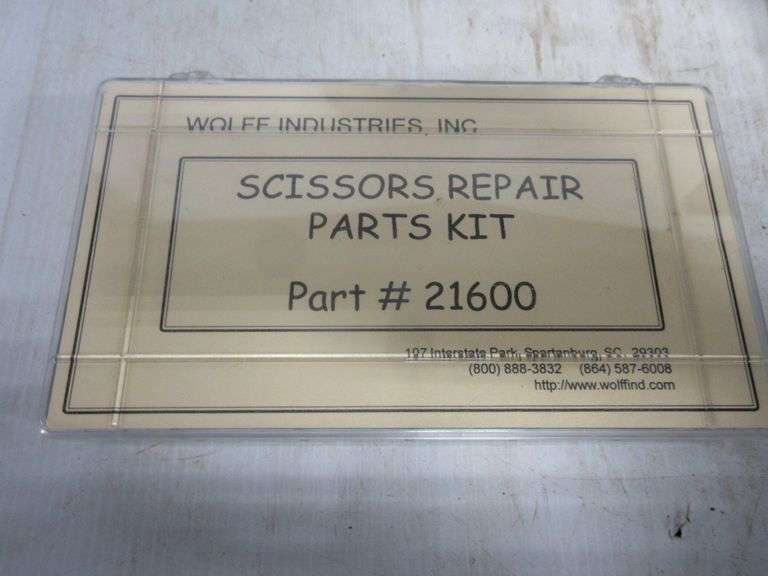 WOLFF INDUSTRIES, INC.
SCISSORS REPAIR
PARTS KIT
Part # 21600
107 Interstate Park, Spartanburg, SC. 29303
(800) 888-3832 (864) 587-6008
http://www.wolffind.com